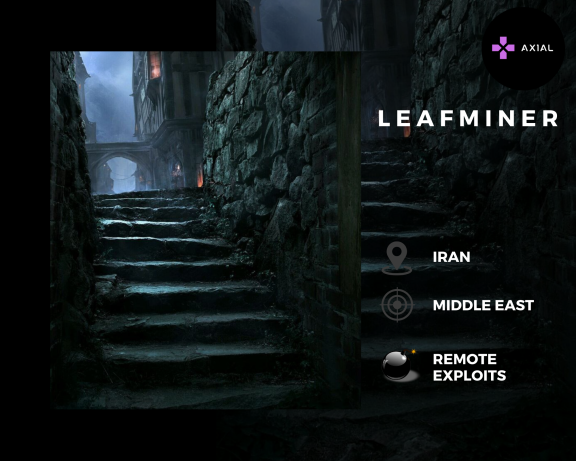 AXIAL
LEAFMINER
IRAN
MIDDLE EAST
REMOTE
EXPLOITS